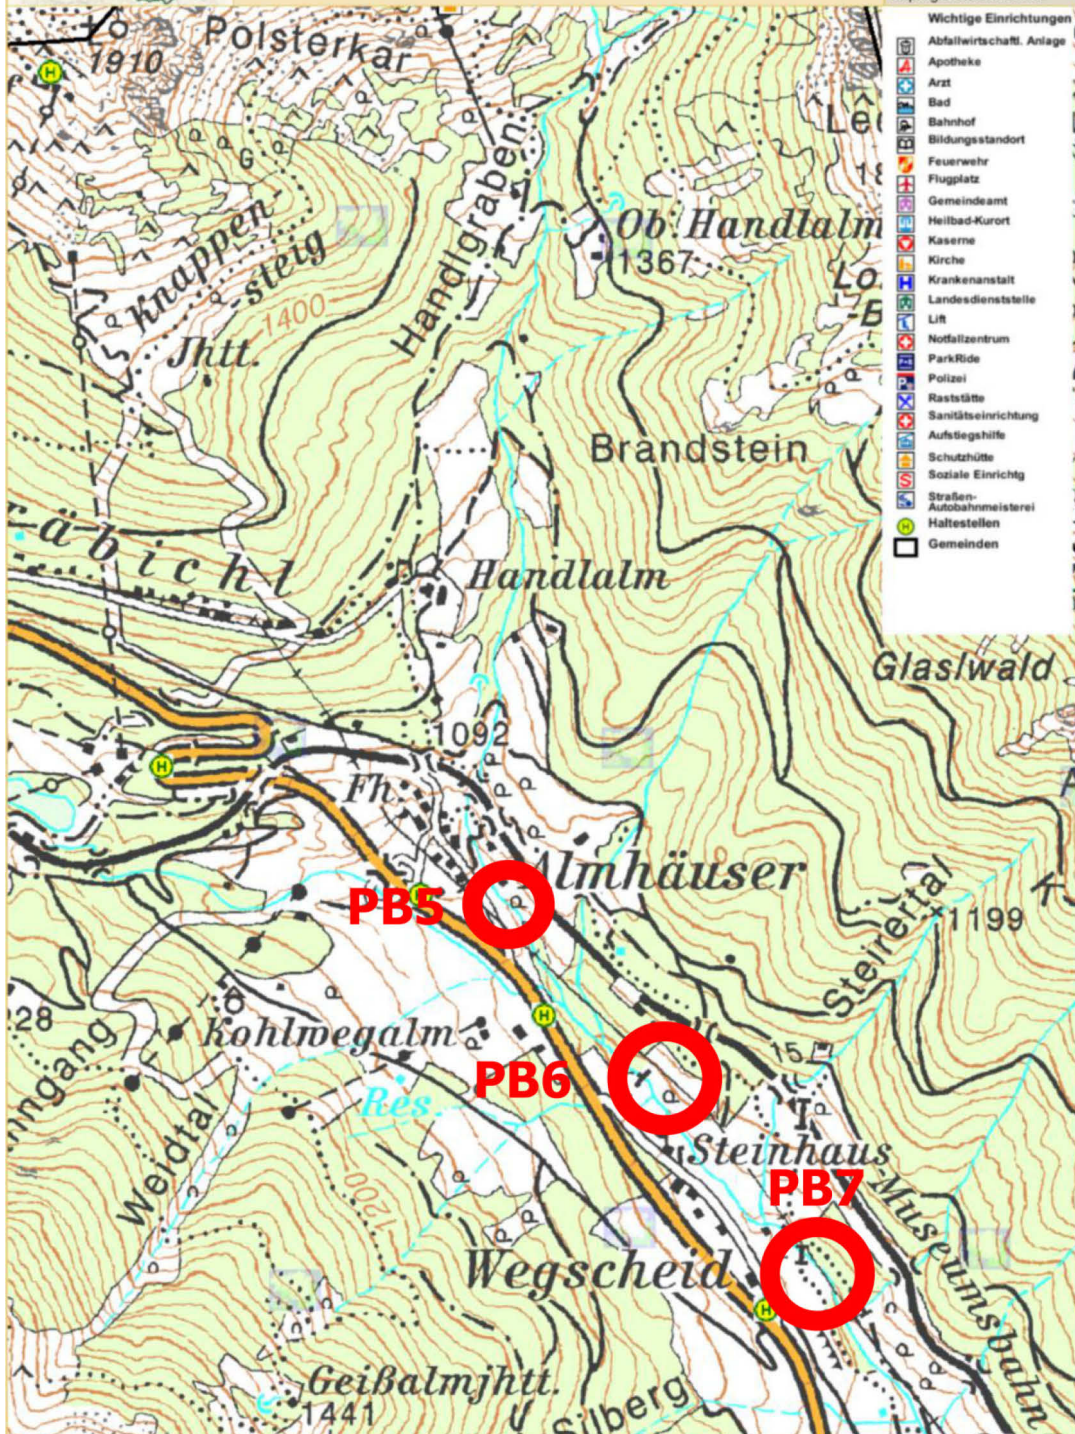 Polsterkar
1910
Wichtige Einrichtungen
Abfallwirtschaftl. Anlage
Apotheke
Arzt
Bad
Bahnhof
Bildungsstandort
Feuerwehr
Flugplatz
Gemeindeamt
Heilbad-Kurort
Kaserne
Kirche
Krankenanstalt
Landesdienststelle
Lift
Notfallzentrum
ParkRide
Polizei
Raststätte
Sanitätseinrichtung
Aufstiegshilfe
Schutzhütte
Soziale Einrichtg
Straßen-
Autobahnmeisterei
Haltestellen
Gemeinden
Handlgraben
Knappen
-steig
1400
Jhtt.
Ob. Handlalm
1367
Brandstein
räbichl
Handlalm
Glaslwald
1092
Fh.
Almhäuser
PB5
Steirertal
1199
28
Kohlwegalm
PB6
15
Res.
Weidtal
1200
Steinhaus
PB7
Wegscheid
-Museumsbahn
Geißalmjhtt.
1441
Silberg